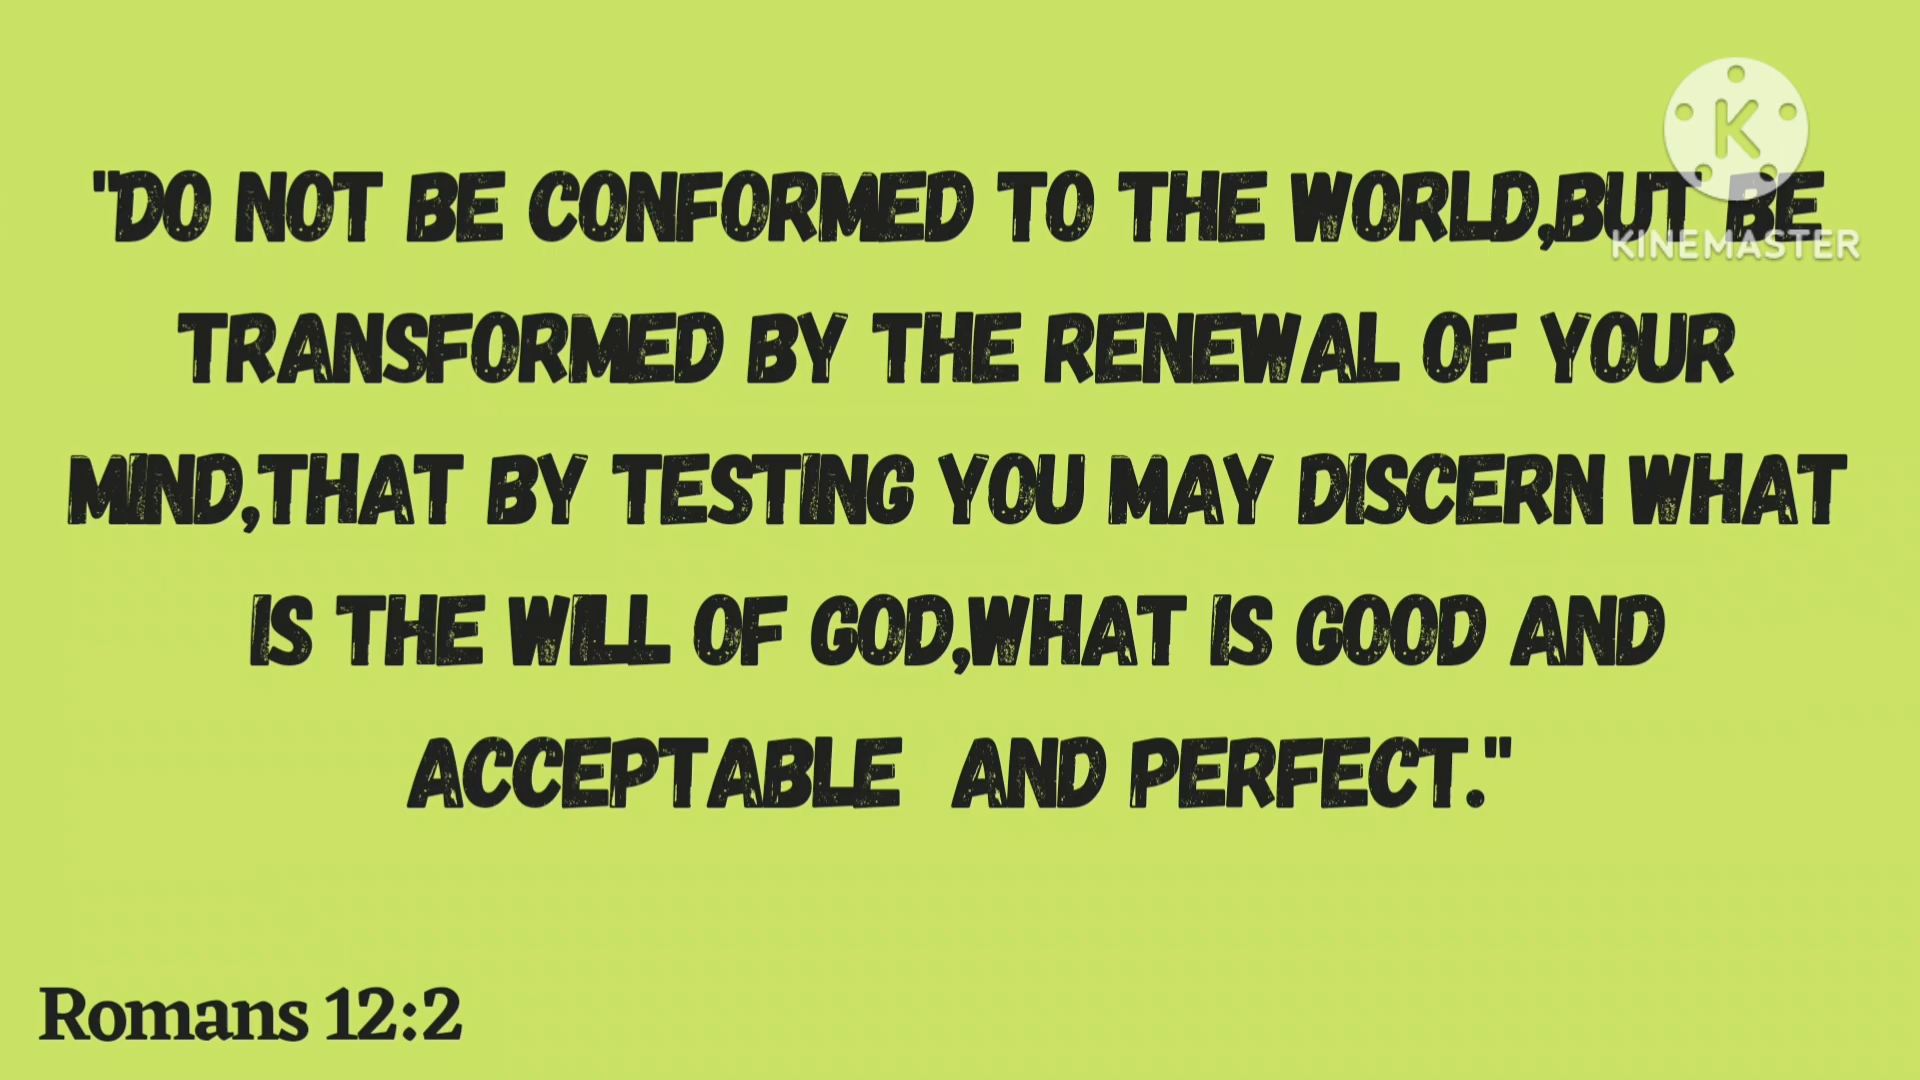 "DO NOT BE CONFORMED TO THE WORLD,BUT BE
TRANSFORMED BY THE RENEWAL OF YOUR
MIND,THAT BY TESTING YOU MAY DISCERN WHAT
IS THE WILL OF GOD,WHAT IS GOOD AND
ACCEPTABLE  AND PERFECT."
Romans 12:2
K
KINEMASTER